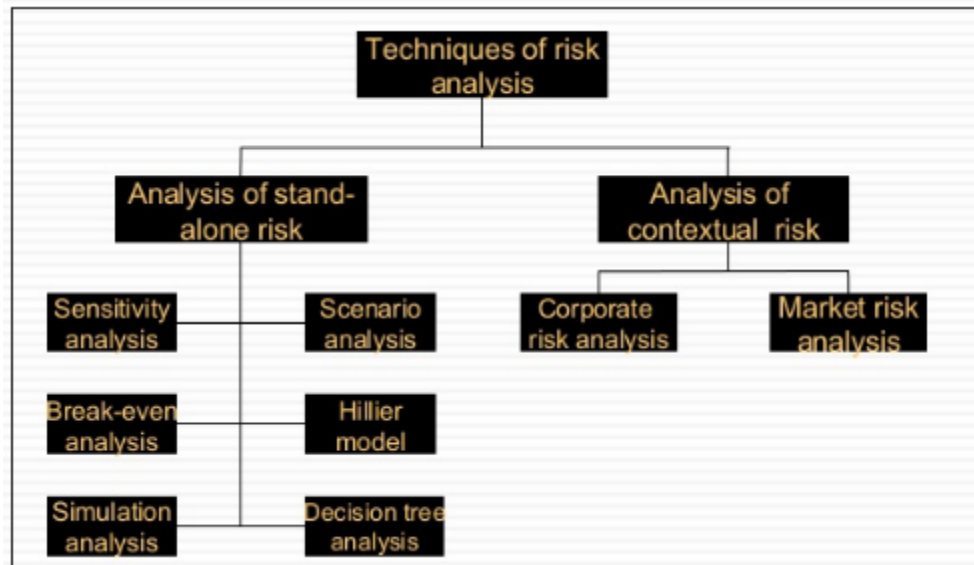 Techniques of risk
analysis
Analysis of stand-
alone risk
Analysis of
contextual risk
Sensitivity
analysis
Scenario
analysis
Corporate
risk analysis
Market risk
analysis
Break-even
analysis
Hillier
model
Simulation
analysis
Decision tree
analysis